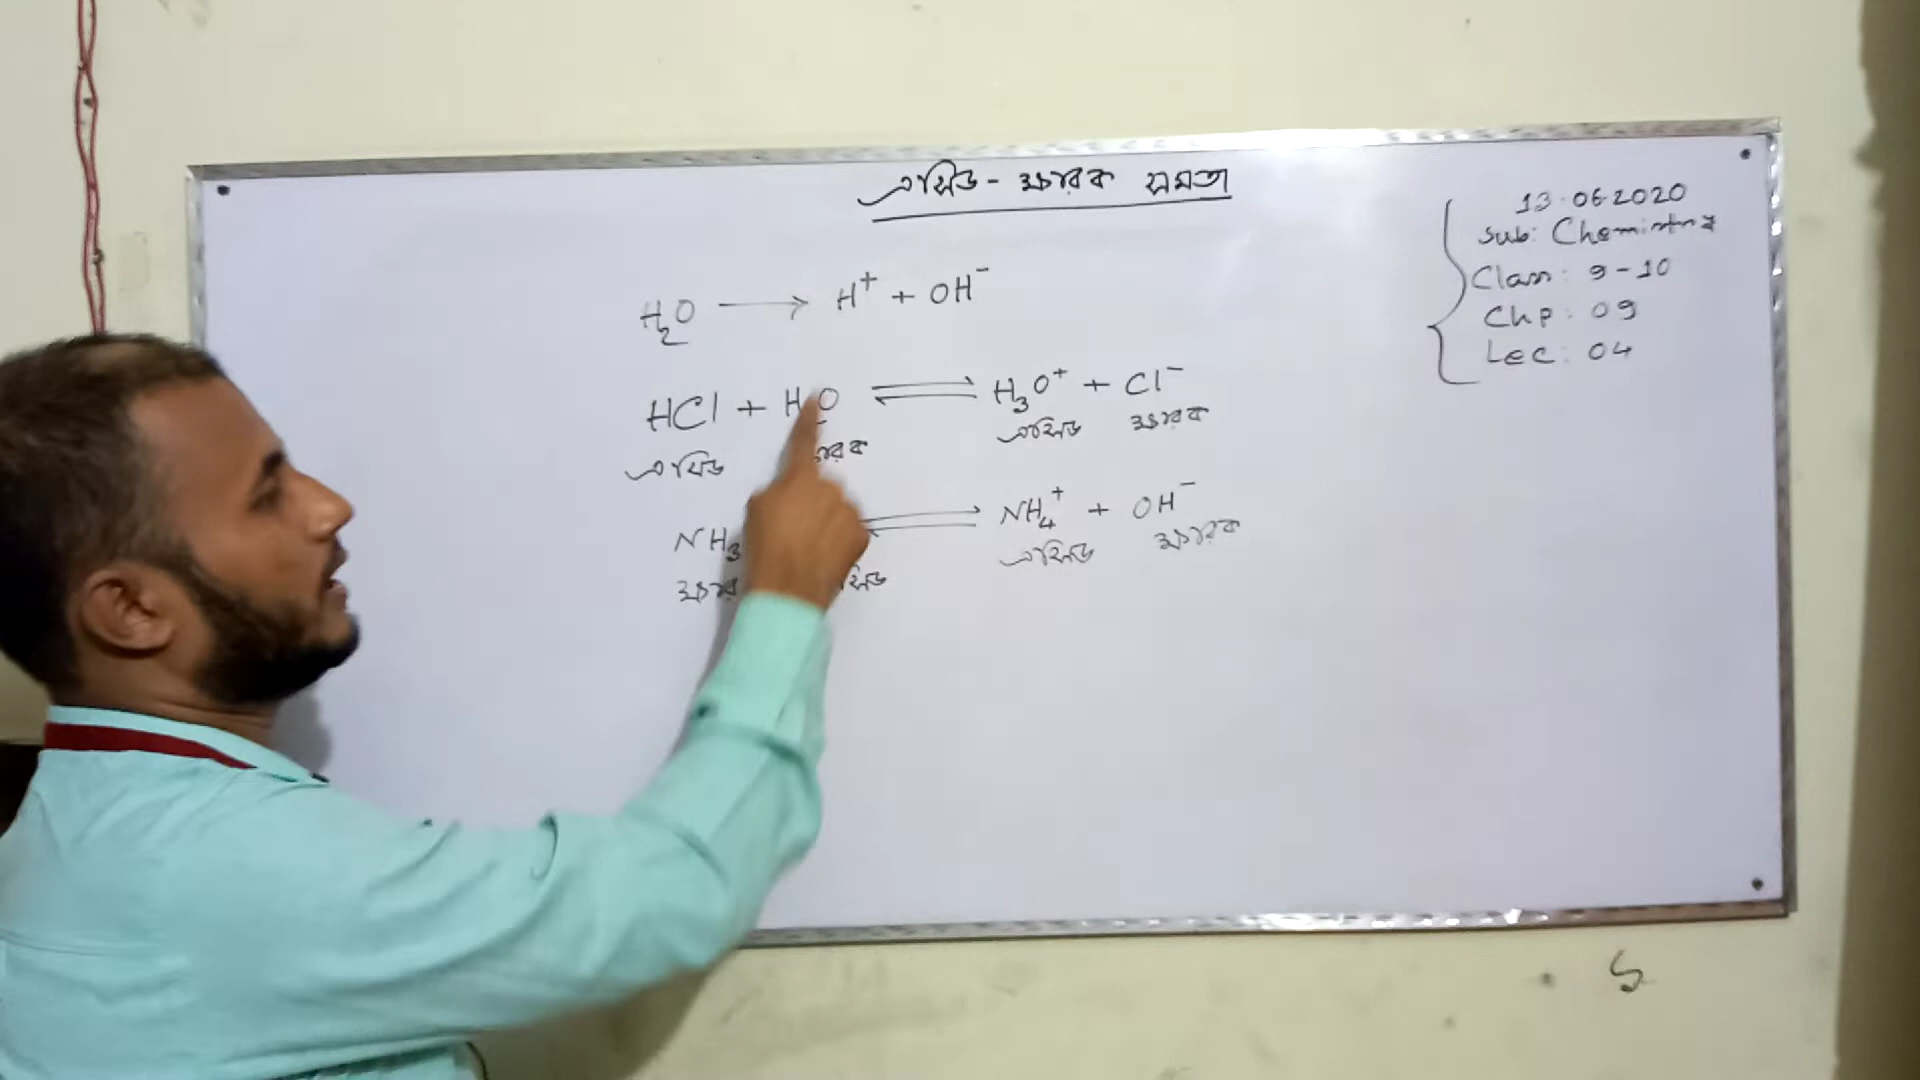 এসিড - ক্ষারক সমতা
13.06.2020
Sub: Chemistry
Class: 9-10
Chp: 09
Lec: 04
H₂O ⟶ H⁺ + OH⁻
HCl + H₂O ⇌ H₃O⁺ + Cl⁻
এসিড এসিড ক্ষারক
NH₃ ⇌ NH₄⁺ + OH⁻
এসিড ক্ষারক
S